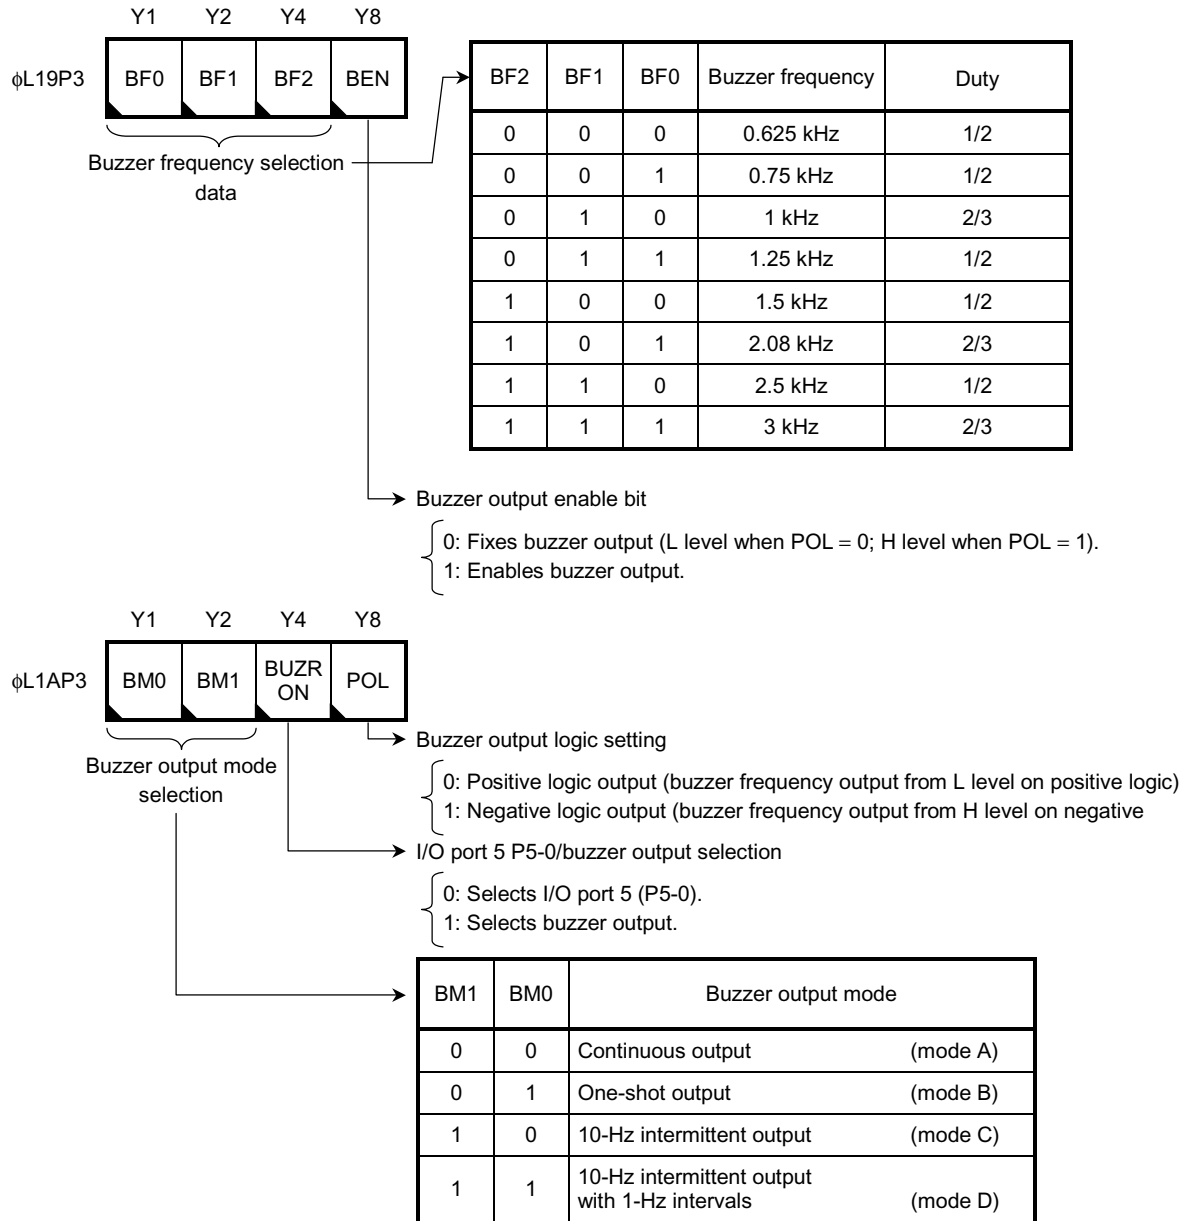 Y1 Y2 Y4 Y8
φL19P3 BF0 BF1 BF2 BEN
Buzzer frequency selection
data
BF2 BF1 BF0 Buzzer frequency Duty
0 0 0 0.625 kHz 1/2
0 0 1 0.75 kHz 1/2
0 1 0 1 kHz 2/3
0 1 1 1.25 kHz 1/2
1 0 0 1.5 kHz 1/2
1 0 1 2.08 kHz 2/3
1 1 0 2.5 kHz 1/2
1 1 1 3 kHz 2/3
Buzzer output enable bit
0: Fixes buzzer output (L level when POL = 0; H level when POL = 1).
1: Enables buzzer output.
Y1 Y2 Y4 Y8
φL1AP3 BM0 BM1 BUZR ON POL
Buzzer output mode
selection
Buzzer output logic setting
0: Positive logic output (buzzer frequency output from L level on positive logic)
1: Negative logic output (buzzer frequency output from H level on negative
I/O port 5 P5-0/buzzer output selection
0: Selects I/O port 5 (P5-0).
1: Selects buzzer output.
BM1 BM0 Buzzer output mode
0 0 Continuous output (mode A)
0 1 One-shot output (mode B)
1 0 10-Hz intermittent output (mode C)
1 1 10-Hz intermittent output
with 1-Hz intervals (mode D)